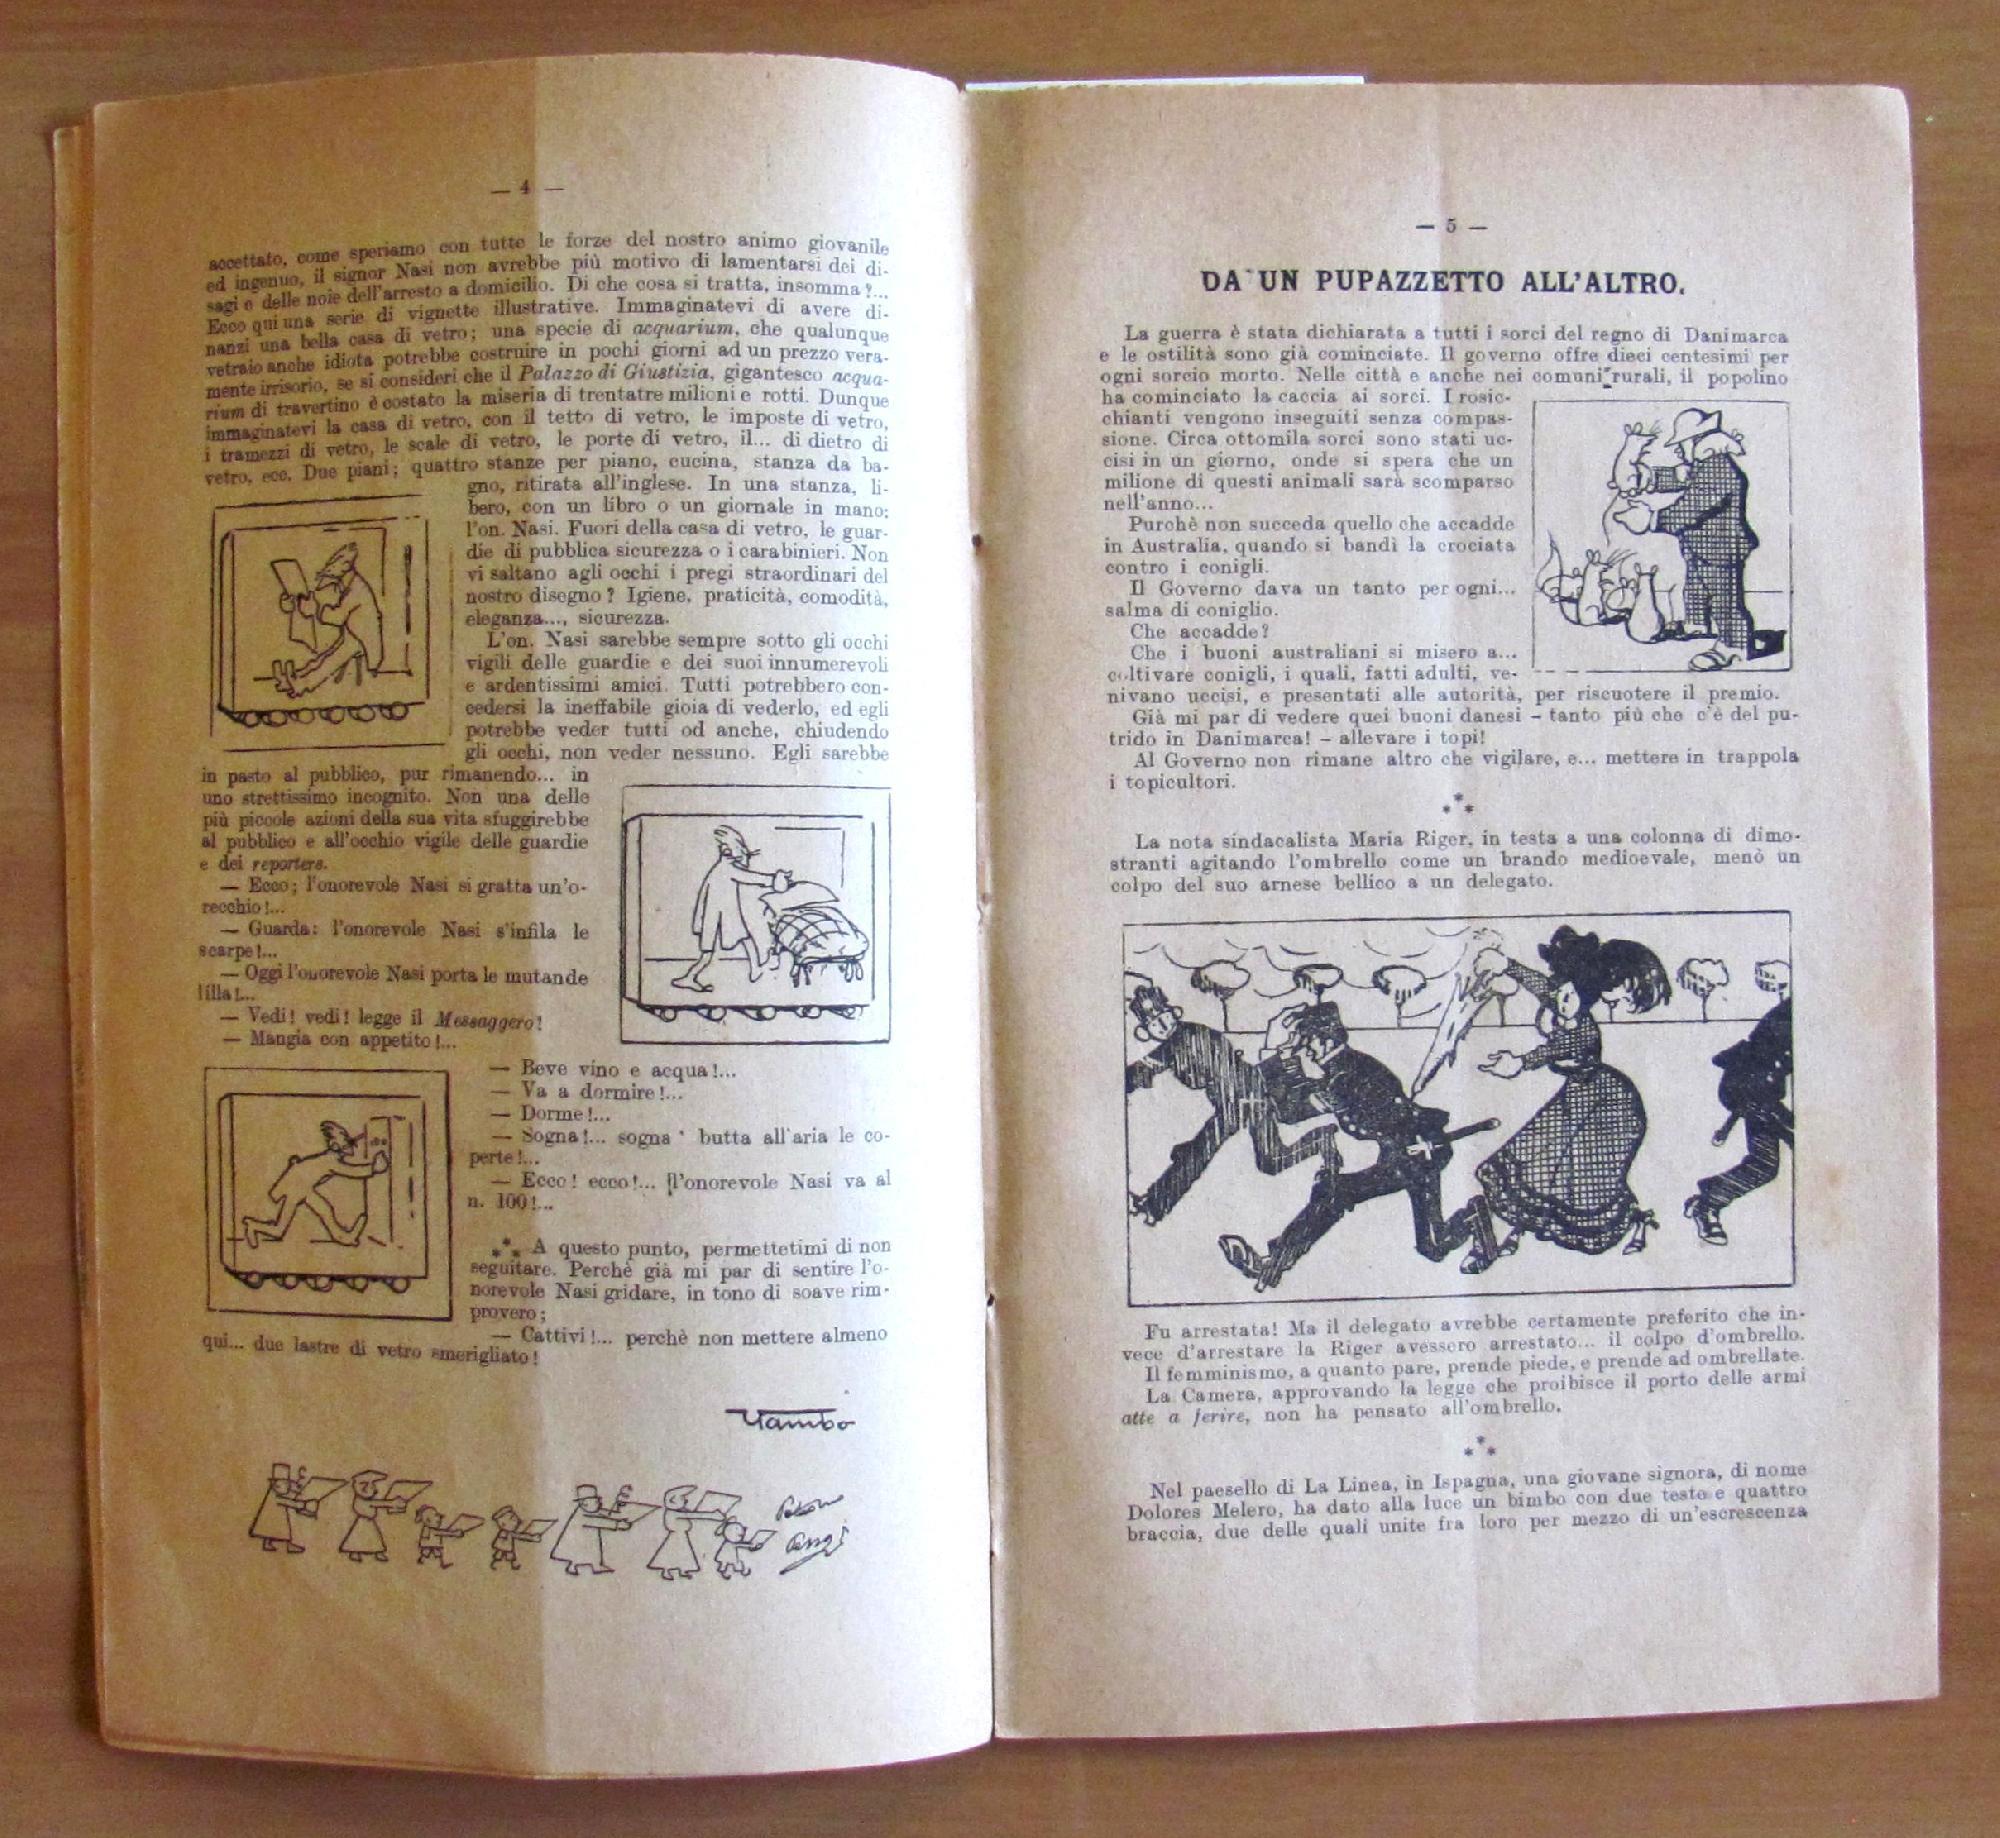 — 4 —
accettato, come speriamo con tutte le forze del nostro animo giovanile
ed ingenuo, il signor Nasi non avrebbe più motivo di lamentarsi dei di-
sagi e delle noie dell'arresto a domicilio. Di che cosa si tratta, insomma?...
Ecco qui una serie di vignette illustrative. Immaginatevi di avere di-
nanzi una bella casa di vetro; una specie di acquarium, che qualunque
vetraio anche idiota potrebbe costruire in pochi giorni ad un prezzo vera-
mente irrisorio, se si consideri che il Palazzo di Giustizia, gigantesco acqua-
rium di travertino è costato la miseria di trentatre milioni e rotti. Dunque
immaginatevi la casa di vetro, con il tetto di vetro, le imposte di vetro,
i tramezzi di vetro, le scale di vetro, le porte di vetro, il... di dietro di
vetro, ecc. Due piani; quattro stanze per piano, cucina, stanza da ba-
gno, ritirata all'inglese. In una stanza, li-
bero, con un libro o un giornale in mano;
l'on. Nasi. Fuori della casa di vetro, le guar-
die di pubblica sicurezza o i carabinieri. Non
vi saltano agli occhi i pregi straordinari del
nostro disegno? Igiene, praticità, comodità,
eleganza..., sicurezza.
L'on. Nasi sarebbe sempre sotto gli occhi
vigili delle guardie e dei suoi innumerevoli
e ardentissimi amici. Tutti potrebbero con-
cedersi la ineffabile gioia di vederlo, ed egli
potrebbe veder tutti od anche, chiudendo
gli occhi, non veder nessuno. Egli sarebbe
in pasto al pubblico, pur rimanendo... in
uno strettissimo incognito. Non una delle
più piccole azioni della sua vita sfuggirebbe
al pubblico e all'occhio vigile delle guardie
e dei reporters.
— Ecco; l'onorevole Nasi si gratta un'o-
recchio!...
— Guarda: l'onorevole Nasi s'infila le
scarpe!...
— Oggi l'onorevole Nasi porta le mutande
lilla!...
— Vedi! vedi! legge il Messaggero!
— Mangia con appetito!...
— Beve vino e acqua!...
— Va a dormire!...
— Dorme!...
— Sogna!... sogna ' butta all'aria le co-
perte!...
— Ecco! ecco!... l'onorevole Nasi va al
n. 100!...
*** A questo punto, permettetimi di non
seguitare. Perchè già mi par di sentire l'o-
norevole Nasi gridare, in tono di soave rim-
provero;
— Cattivi!... perchè non mettere almeno
qui... due lastre di vetro smerigliato!
Yambo
— 5 —
DA UN PUPAZZETTO ALL'ALTRO.
La guerra è stata dichiarata a tutti i sorci del regno di Danimarca
e le ostilità sono già cominciate. Il governo offre dieci centesimi per
ogni sorcio morto. Nelle città e anche nei comuni rurali, il popolino
ha cominciato la caccia ai sorci. I rosic-
chianti vengono inseguiti senza compas-
sione. Circa ottomila sorci sono stati uc-
cisi in un giorno, onde si spera che un
milione di questi animali sarà scomparso
nell'anno...
Purchè non succeda quello che accadde
in Australia, quando si bandì la crociata
contro i conigli.
Il Governo dava un tanto per ogni...
salma di coniglio.
Che accadde?
Che i buoni australiani si misero a...
coltivare conigli, i quali, fatti adulti, ve-
nivano uccisi, e presentati alle autorità, per riscuotere il premio.
Già mi par di vedere quei buoni danesi - tanto più che c'è del pu-
trido in Danimarca! - allevare i topi!
Al Governo non rimane altro che vigilare, e... mettere in trappola
i topicultori.
***
La nota sindacalista Maria Riger, in testa a una colonna di dimo-
stranti agitando l'ombrello come un brando medioevale, menò un
colpo del suo arnese bellico a un delegato.
Fu arrestata! Ma il delegato avrebbe certamente preferito che in-
vece d'arrestare la Riger avessero arrestato... il colpo d'ombrello.
Il femminismo, a quanto pare, prende piede, e prende ad ombrellate.
La Camera, approvando la legge che proibisce il porto delle armi
atte a ferire, non ha pensato all'ombrello.
***
Nel paesello di La Linea, in Ispagna, una giovane signora, di nome
Dolores Melero, ha dato alla luce un bimbo con due teste e quattro
braccia, due delle quali unite fra loro per mezzo di un'escrescenza